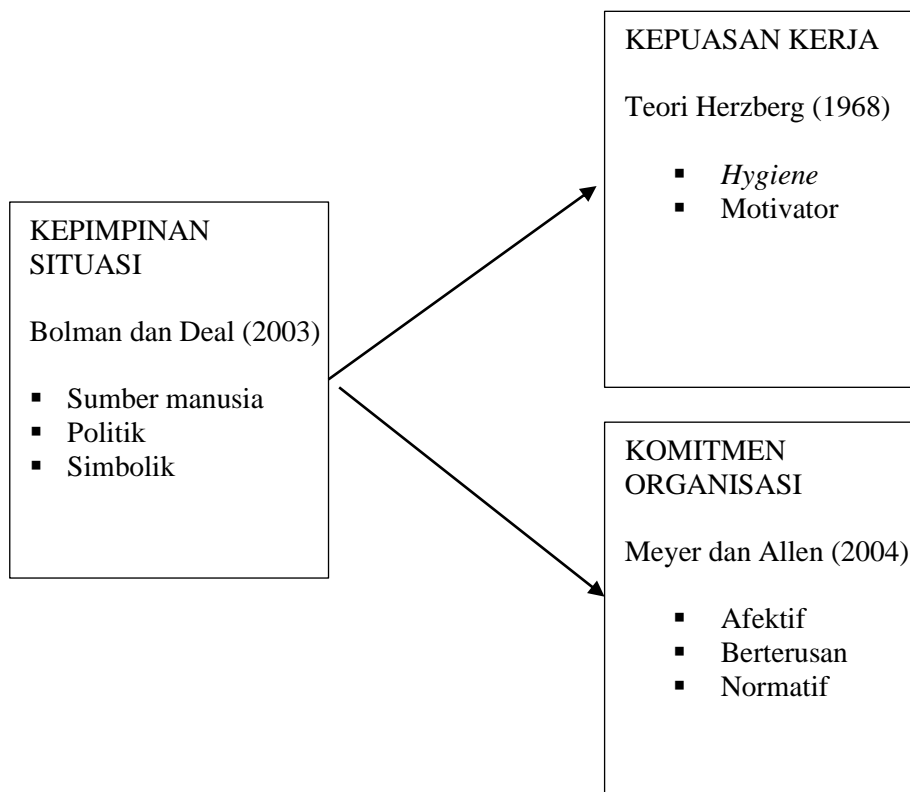 KEPIMPINAN
SITUASI
Bolman dan Deal (2003)
▪ Sumber manusia
▪ Politik
▪ Simbolik
KEPUASAN KERJA
Teori Herzberg (1968)
▪ Hygiene
▪ Motivator
KOMITMEN
ORGANISASI
Meyer dan Allen (2004)
▪ Afektif
▪ Berterusan
▪ Normatif